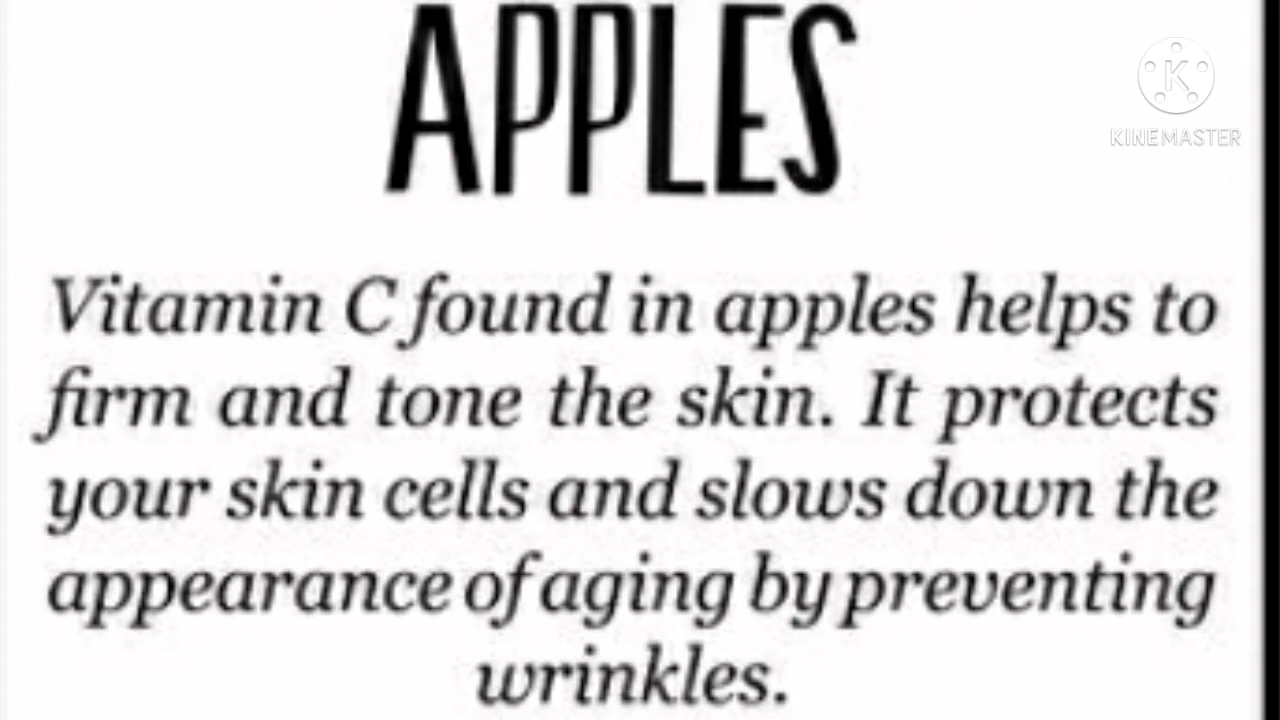 APPLES
K
KINEMASTER
Vitamin C found in apples helps to
firm and tone the skin. It protects
your skin cells and slows down the
appearance of aging by preventing
wrinkles.